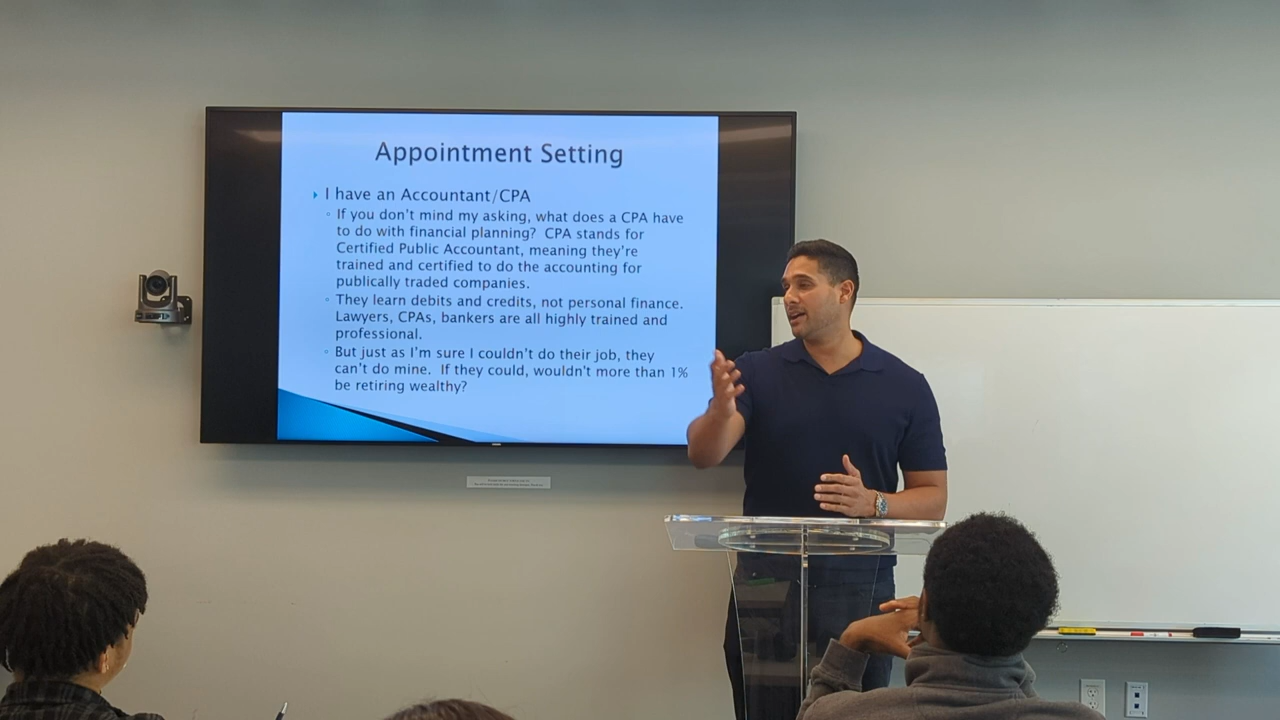 Appointment Setting
I have an Accountant/CPA
If you don't mind my asking, what does a CPA have
to do with financial planning? CPA stands for
Certified Public Accountant, meaning they're
trained and certified to do the accounting for
publically traded companies.
They learn debits and credits, not personal finance.
Lawyers, CPAs, bankers are all highly trained and
professional.
But just as I'm sure I couldn't do their job, they
can't do mine. If they could, wouldn't more than 1%
be retiring wealthy?